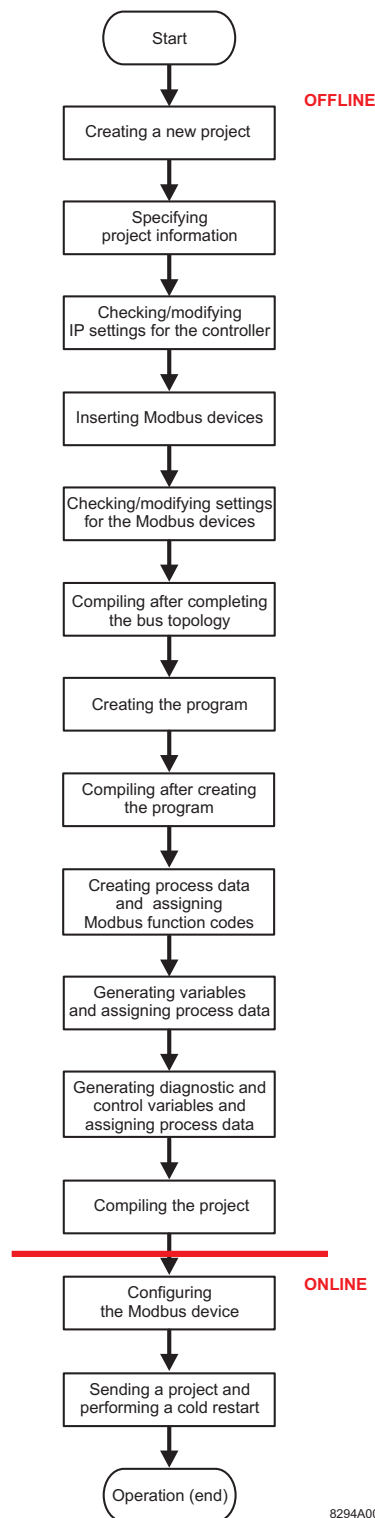 Start
OFFLINE
Creating a new project
Specifying
project information
Checking/modifying
IP settings for the controller
Inserting Modbus devices
Checking/modifying settings
for the Modbus devices
Compiling after completing
the bus topology
Creating the program
Compiling after creating
the program
Creating process data
and assigning
Modbus function codes
Generating variables
and assigning process data
Generating diagnostic and
control variables and
assigning process data
Compiling the project
ONLINE
Configuring
the Modbus device
Sending a project and
performing a cold restart
Operation (end)
8294A00